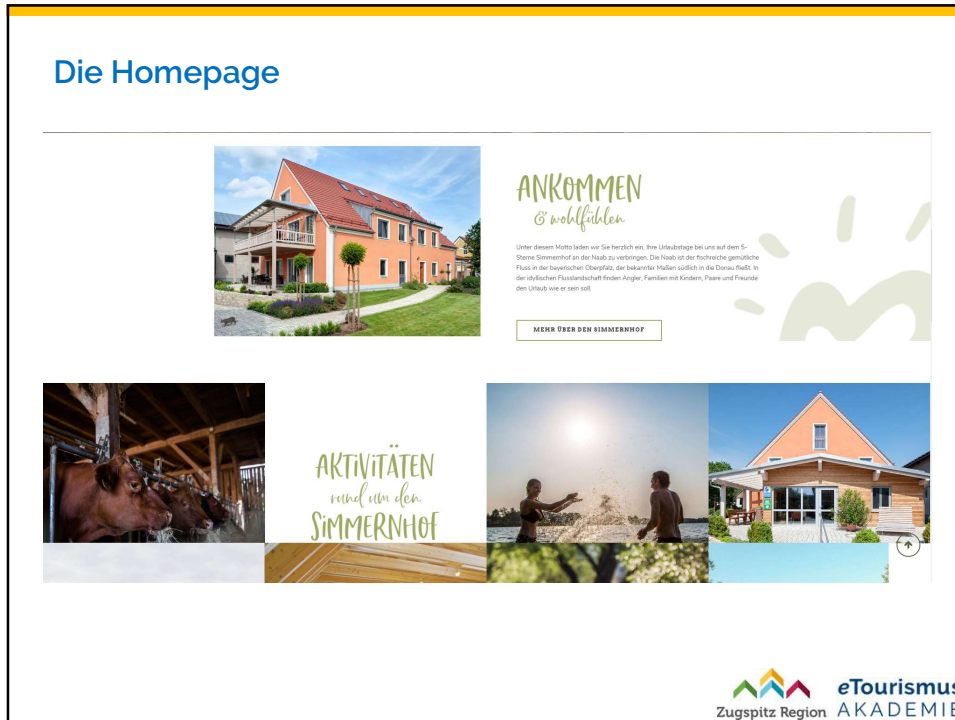 Die Homepage
ANKOMMEN
& wohlfühlen
Unter diesem Motto laden wir Sie herzlich ein, Ihre Urlaubstage bei uns auf dem 5-
Sterne Simmernhof an der Naab zu verbringen. Die Naab ist der fischreiche gemütliche
Fluss in der bayerischen Oberpfalz, der bekannter Maßen südlich in die Donau fließt. In
der idyllischen Flusslandschaft finden Angler, Familien mit Kindern, Paare und Freunde
den Urlaub wie er sein soll.
MEHR ÜBER DEN SIMMERNHOF
AKTIVITÄTEN
rund um den
SIMMERNHOF
Zugspitz Region
eTourismus
AKADEMIE